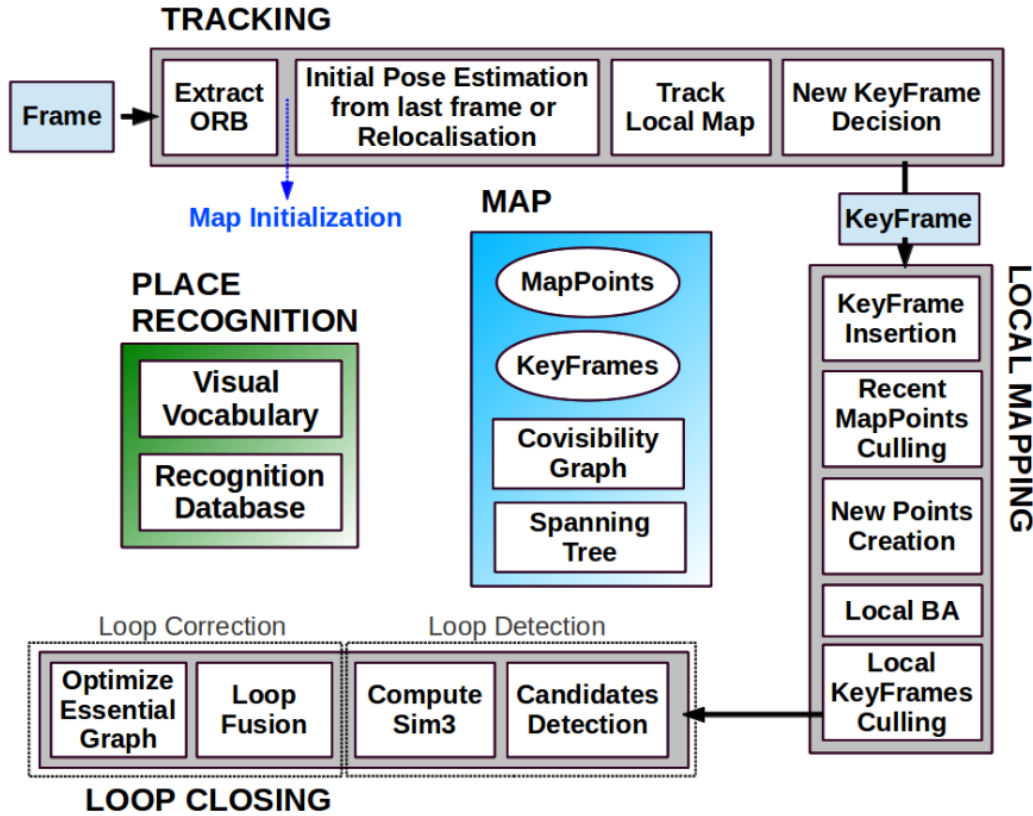 TRACKING
Frame
Extract
ORB
Initial Pose Estimation
from last frame or
Relocalisation
Track
Local Map
New KeyFrame
Decision
Map Initialization
KeyFrame
MAP
MapPoints
KeyFrames
Covisibility
Graph
Spanning
Tree
PLACE
RECOGNITION
Visual
Vocabulary
Recognition
Database
LOCAL MAPPING
KeyFrame
Insertion
Recent
MapPoints
Culling
New Points
Creation
Local BA
Local
KeyFrames
Culling
Loop Correction
Loop Detection
Optimize
Essential
Graph
Loop
Fusion
Compute
Sim3
Candidates
Detection
LOOP CLOSING